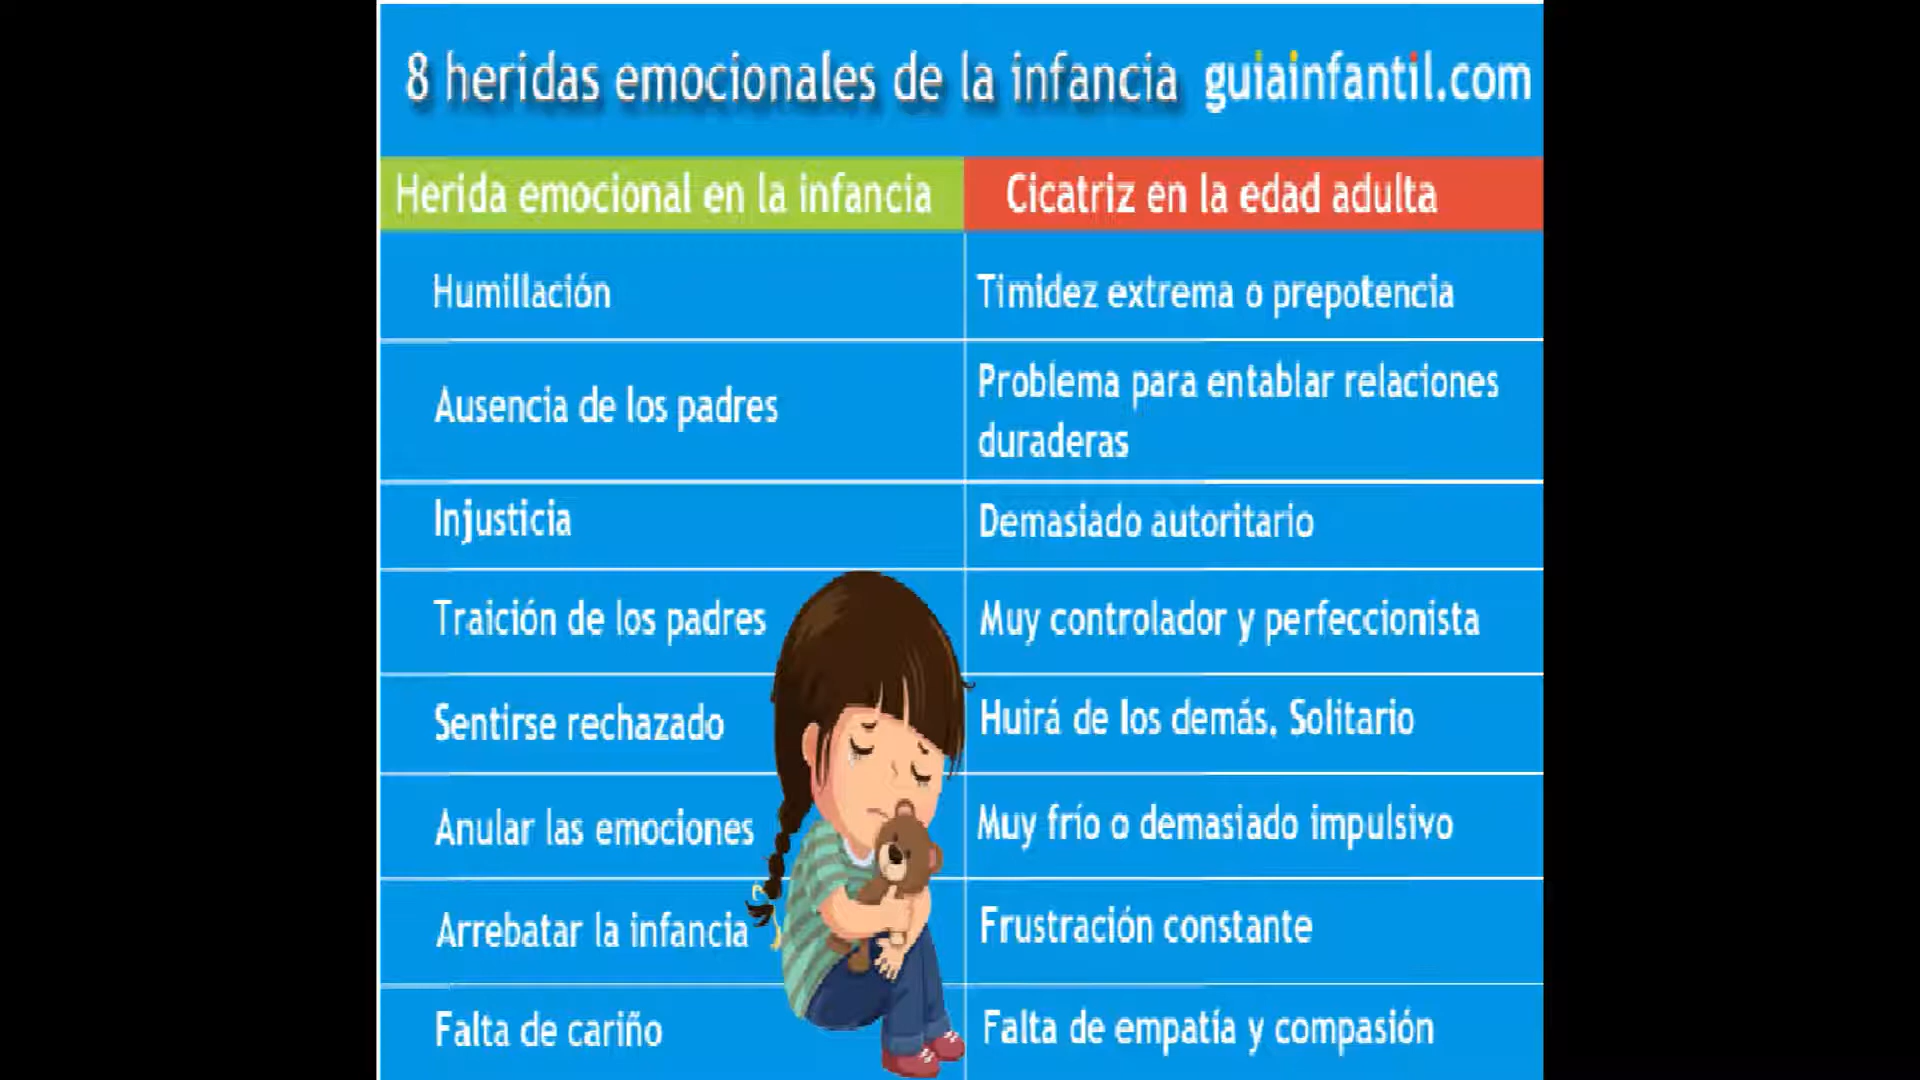 8 heridas emocionales de la infancia guiainfantil.com
Herida emocional en la infancia Cicatriz en la edad adulta
Humillación Timidez extrema o prepotencia
Ausencia de los padres Problema para entablar relaciones
duraderas
Injusticia Demasiado autoritario
Traición de los padres Muy controlador y perfeccionista
Sentirse rechazado Huirá de los demás. Solitario
Anular las emociones Muy frío o demasiado impulsivo
Arrebatar la infancia Frustración constante
Falta de cariño Falta de empatía y compasión